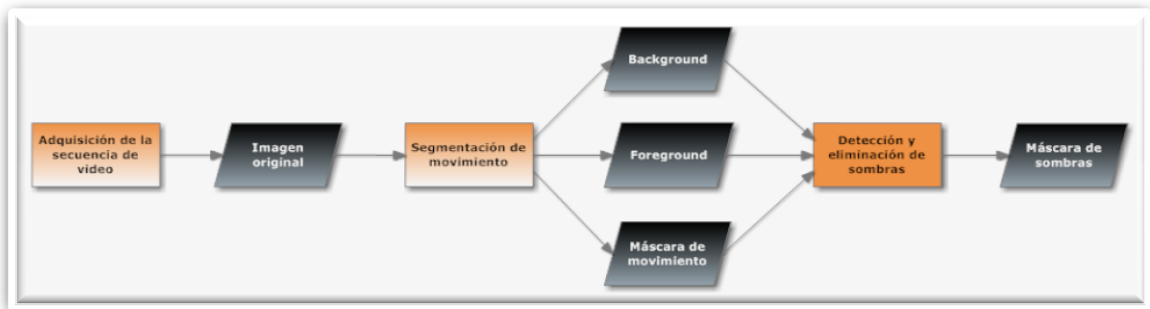 Adquisición de la
secuencia de
vídeo
Imagen
original
Segmentación de
movimiento
Background
Foreground
Máscara de
movimiento
Detección y
eliminación de
sombras
Máscara de
sombras